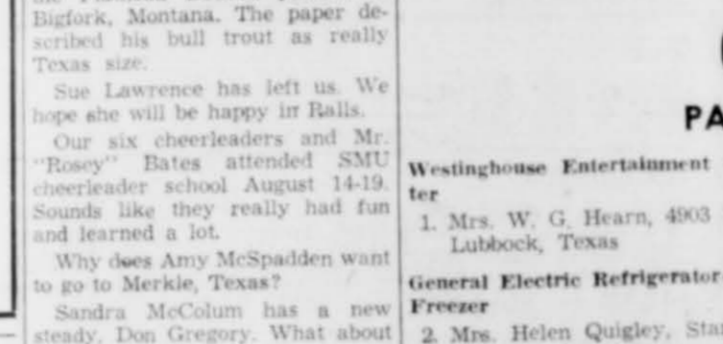 Bigfork, Montana. The paper de-
scribed his bull trout as really
Texas size.
Sue Lawrence has left us. We
hope she will be happy in Ralls.
Our six cheerleaders and Mr.
"Rosey" Bates attended SMU
cheerleader school August 14-19.
Sounds like they really had fun
and learned a lot.
Why does Amy McSpadden want
to go to Merkle, Texas?
Sandra McColum has a new
steady, Don Gregory. What about
PA
Westinghouse Entertainment
ter
1. Mrs. W. G. Hearn, 4903
Lubbock, Texas
General Electric Refrigerator-
Freezer
2. Mrs. Helen Quigley, Star